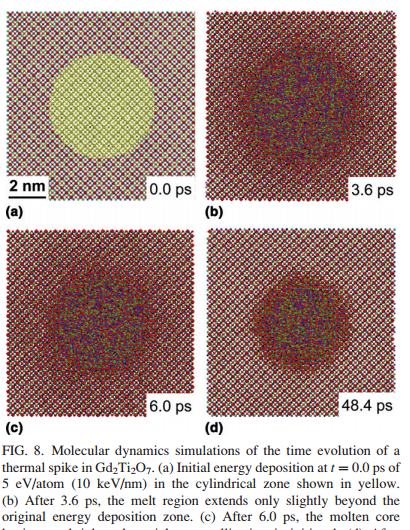 2 nm
0.0 ps
3.6 ps
(a)
(b)
6.0 ps
48.4 ps
(c)
(d)
FIG. 8. Molecular dynamics simulations of the time evolution of a
thermal spike in Gd₂Ti₂O₇. (a) Initial energy deposition at t = 0.0 ps of
5 eV/atom (10 keV/nm) in the cylindrical zone shown in yellow.
(b) After 3.6 ps, the melt region extends only slightly beyond the
original energy deposition zone. (c) After 6.0 ps, the molten core